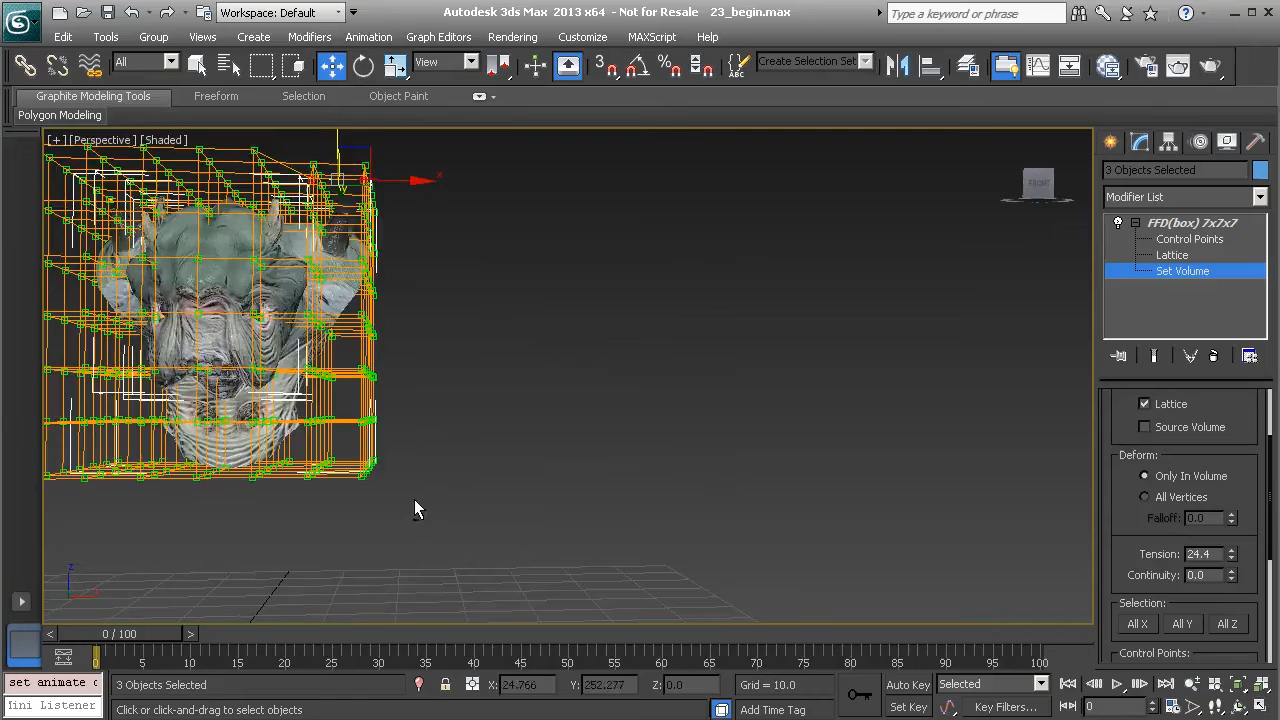 Workspace: Default
Autodesk 3ds Max 2013 x64 - Not for Resale 23_begin.max
Type a keyword or phrase
Edit Tools Group Views Create Modifiers Animation Graph Editors Rendering Customize MAXScript Help
All
View
3
Create Selection Set
Graphite Modeling Tools Freeform Selection Object Paint
Polygon Modeling
[+] [Perspective] [Shaded]
x
FRONT
z
3 Objects Selected
Modifier List
FFD(box) 7x7x7
Control Points
Lattice
Set Volume
Lattice
Source Volume
Deform:
Only In Volume
All Vertices
Falloff: 0.0
Tension: 24.4
Continuity: 0.0
Selection:
All X All Y All Z
Control Points:
< 0 / 100 >
0 5 10 15 20 25 30 35 40 45 50 55 60 65 70 75 80 85 90 95 100
set animate
3 Objects Selected X: 24.766 Y: 252.277 Z: 0.0 Grid = 10.0 Auto Key Selected
Mini Listener
Click or click-and-drag to select objects Add Time Tag Set Key Key Filters... 0